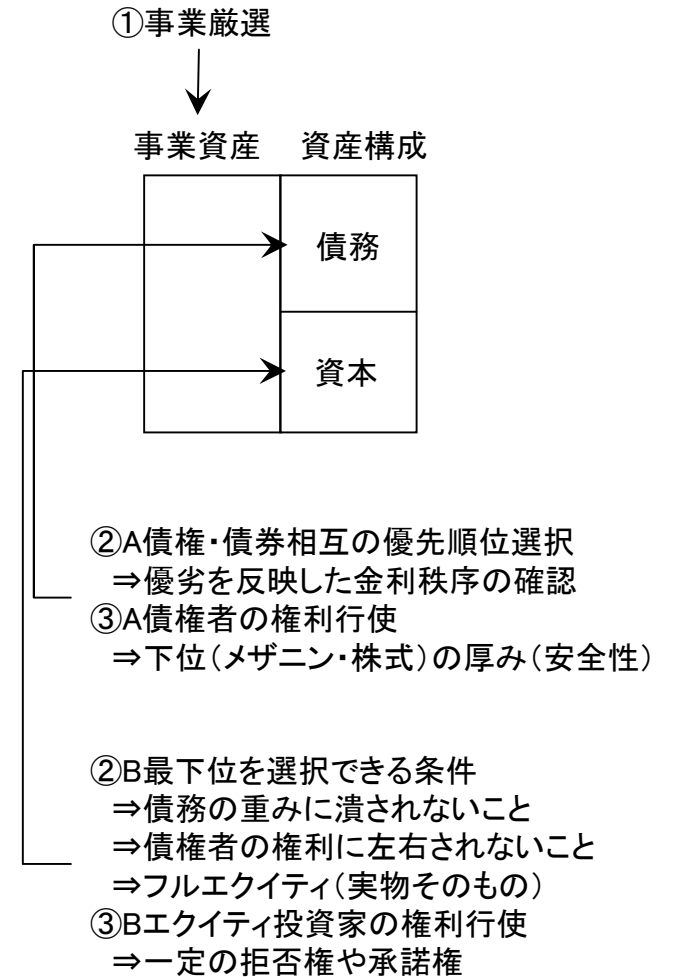 ①事業厳選
事業資産 資産構成
債務
資本
②A債権・債券相互の優先順位選択
⇒優劣を反映した金利秩序の確認
③A債権者の権利行使
⇒下位(メザニン・株式)の厚み(安全性)
②B最下位を選択できる条件
⇒債務の重みに潰されないこと
⇒債権者の権利に左右されないこと
⇒フルエクイティ(実物そのもの)
③Bエクイティ投資家の権利行使
⇒一定の拒否権や承諾権